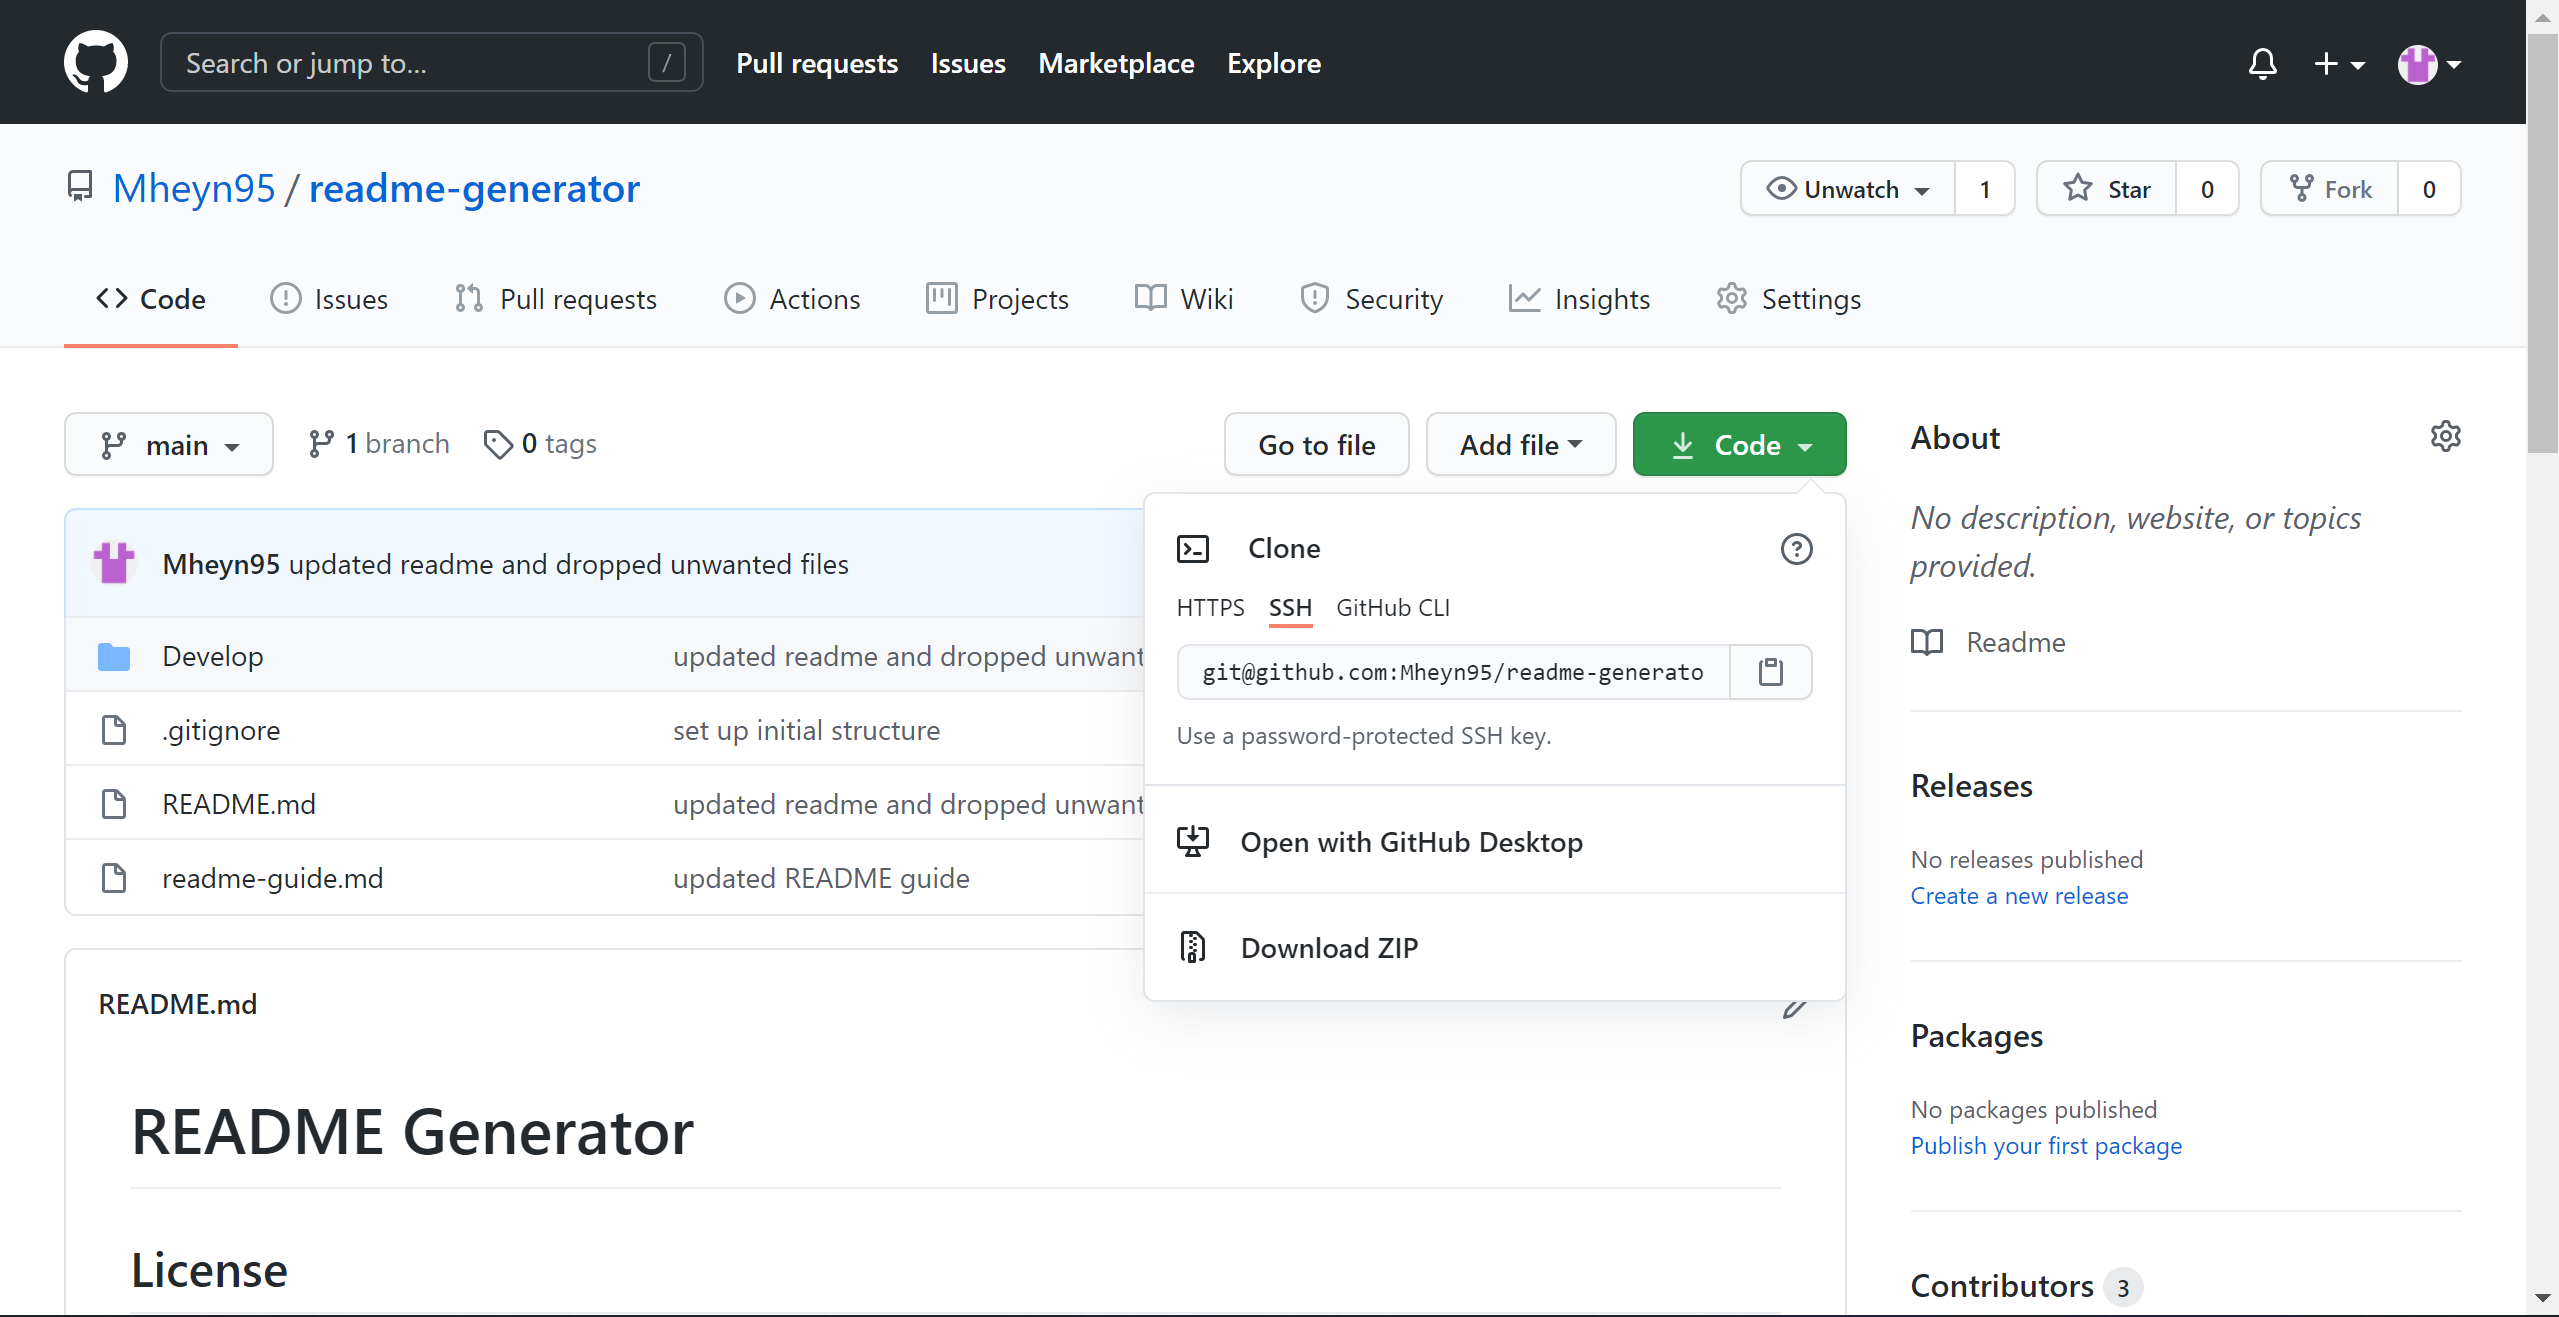 Search or jump to... /
Pull requests Issues Marketplace Explore
Mheyn95 / readme-generator
Unwatch 1 Star 0 Fork 0
Code Issues Pull requests Actions Projects Wiki Security Insights Settings
main 1 branch 0 tags
Go to file Add file Code
Mheyn95 updated readme and dropped unwanted files
Develop updated readme and dropped unwant
.gitignore set up initial structure
README.md updated readme and dropped unwant
readme-guide.md updated README guide
Clone
HTTPS SSH GitHub CLI
git@github.com:Mheyn95/readme-generato
Use a password-protected SSH key.
Open with GitHub Desktop
Download ZIP
README.md
README Generator
License
About
No description, website, or topics
provided.
Readme
Releases
No releases published
Create a new release
Packages
No packages published
Publish your first package
Contributors 3